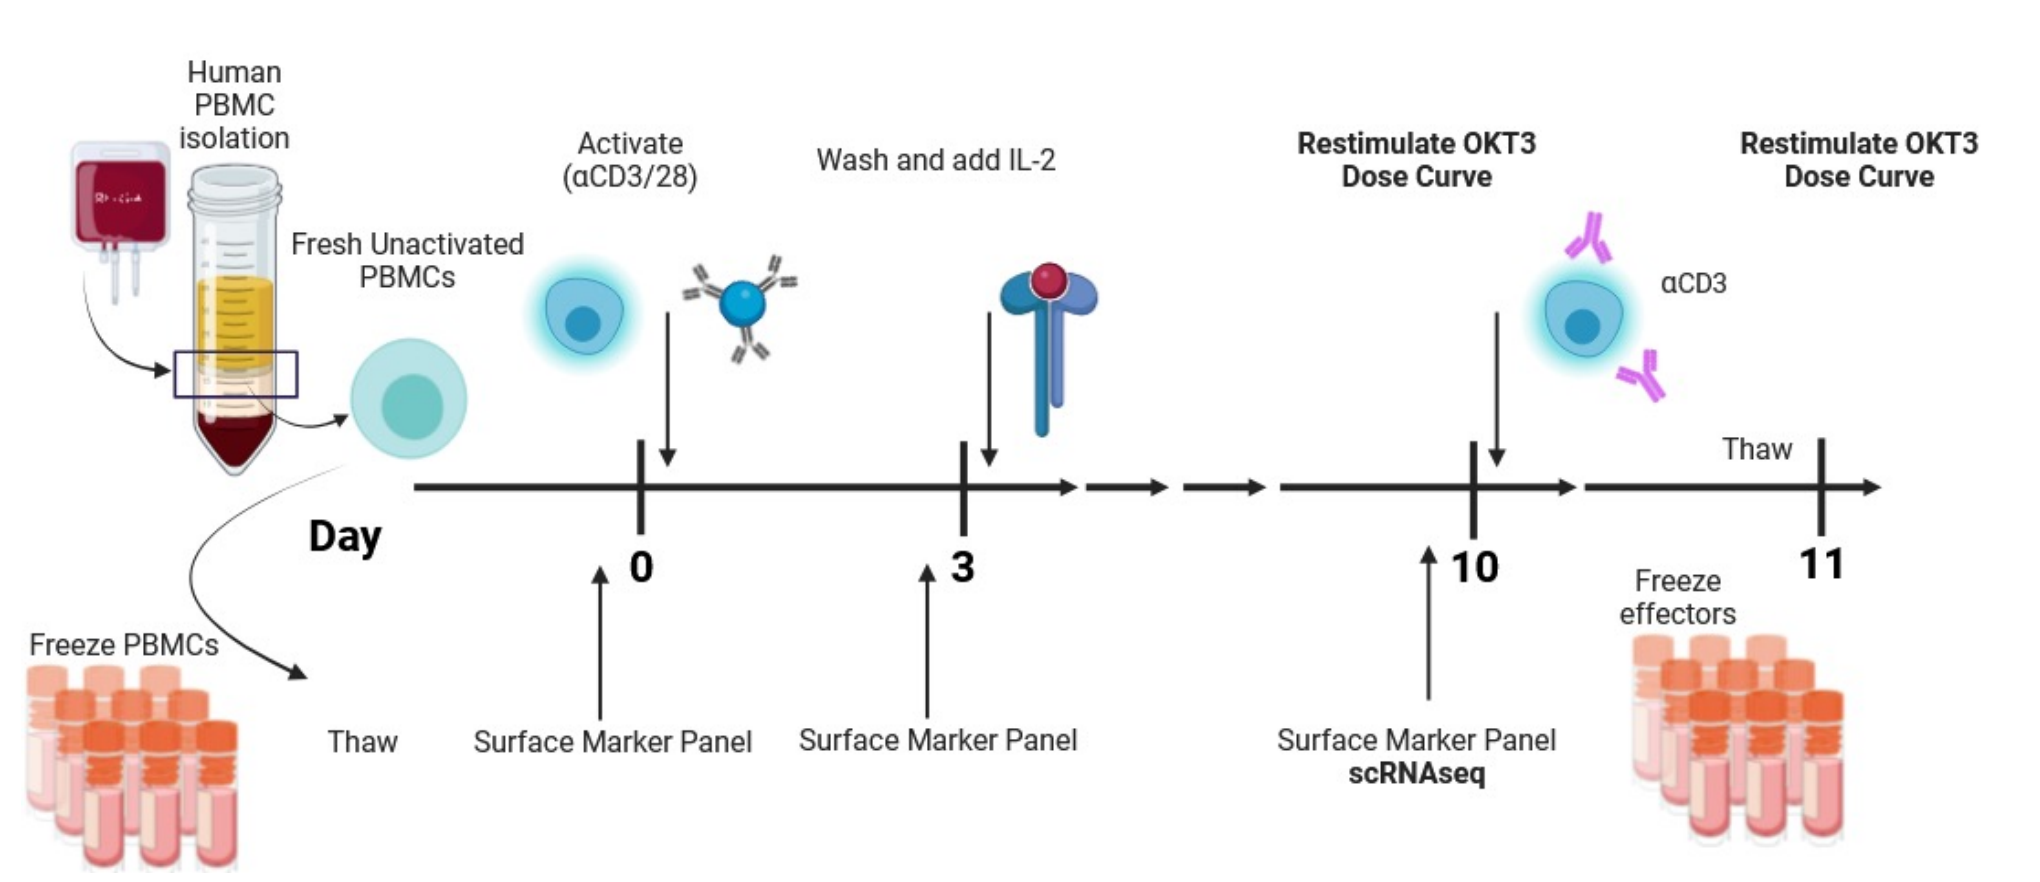 Human
PBMC
isolation
Fresh Unactivated
PBMCs
Activate
(αCD3/28)
Wash and add IL-2
Restimulate OKT3
Dose Curve
Restimulate OKT3
Dose Curve
αCD3
Thaw
Day
0
3
10
11
Freeze PBMCs
Thaw
Surface Marker Panel
Surface Marker Panel
Surface Marker Panel
scRNAseq
Freeze
effectors